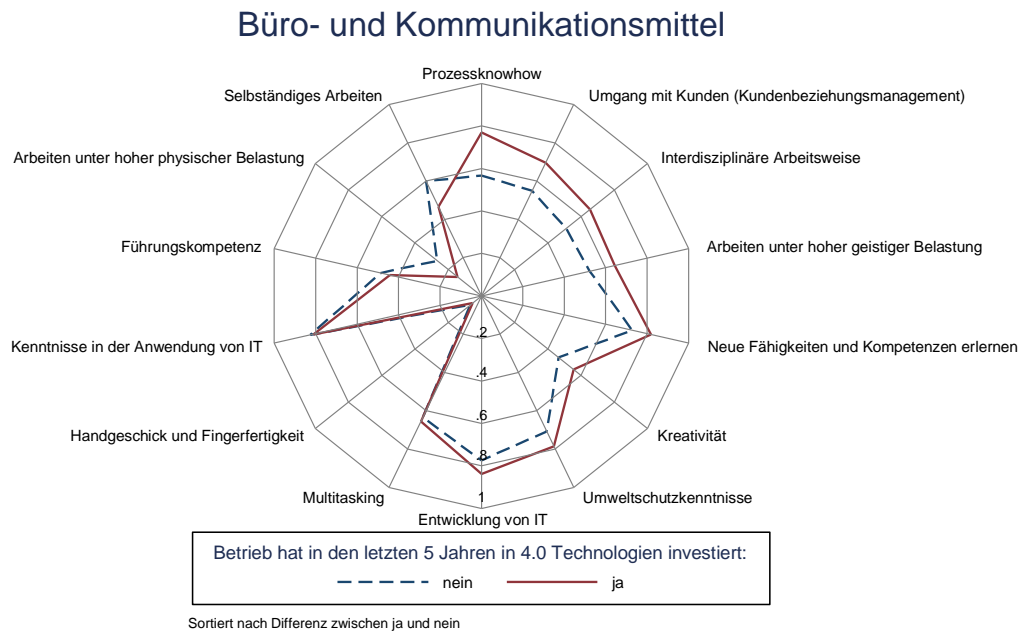 Büro- und Kommunikationsmittel
Prozessknowhow
Selbständiges Arbeiten
Umgang mit Kunden (Kundenbeziehungsmanagement)
Arbeiten unter hoher physischer Belastung
Interdisziplinäre Arbeitsweise
Führungskompetenz
Arbeiten unter hoher geistiger Belastung
.2
Kenntnisse in der Anwendung von IT
Neue Fähigkeiten und Kompetenzen erlernen
.4
.6
Handgeschick und Fingerfertigkeit
Kreativität
.8
Multitasking
1
Umweltschutzkenntnisse
Entwicklung von IT
Betrieb hat in den letzten 5 Jahren in 4.0 Technologien investiert:
nein
ja
Sortiert nach Differenz zwischen ja und nein